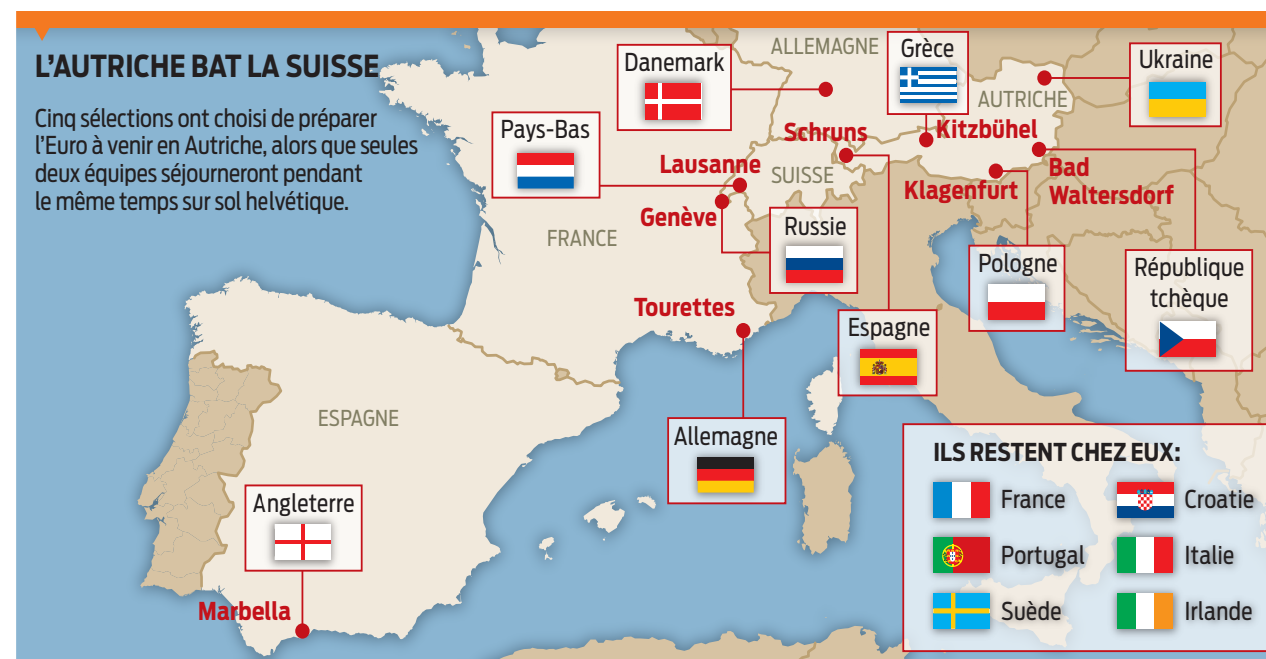 L'AUTRICHE BAT LA SUISSE
Cinq sélections ont choisi de préparer
l'Euro à venir en Autriche, alors que seules
deux équipes séjourneront pendant
le même temps sur sol helvétique.
ALLEMAGNE
Danemark
Grèce
Ukraine
AUTRICHE
Pays-Bas
Schruns
Kitzbühel
Lausanne
SUISSE
Bad
Waltersdorf
Klagenfurt
Genève
Russie
FRANCE
Pologne
République
tchèque
Tourettes
Espagne
ESPAGNE
Allemagne
Angleterre
Marbella
ILS RESTENT CHEZ EUX:
France
Croatie
Portugal
Italie
Suède
Irlande